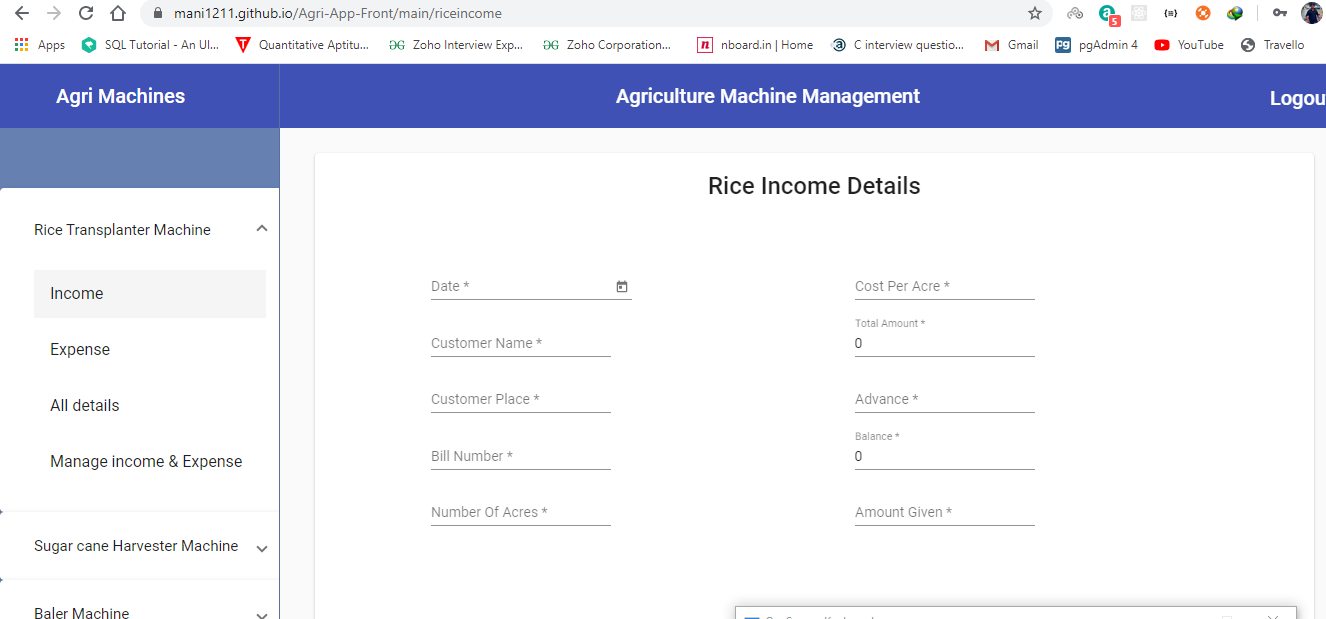 mani1211.github.io/Agri-App-Front/main/riceincome
a
5
{≡}
Apps
SQL Tutorial - An Ul...
Quantitative Aptitu...
Zoho Interview Exp...
Zoho Corporation...
n
nboard.in | Home
a
C interview questio...
Gmail
pg
pgAdmin 4
YouTube
Travello
Agri Machines
Agriculture Machine Management
Logou
Rice Transplanter Machine
Income
Expense
All details
Manage income & Expense
Sugar cane Harvester Machine
Baler Machine
Rice Income Details
Date *
Cost Per Acre *
Customer Name *
Total Amount *
0
Customer Place *
Advance *
Bill Number *
Balance *
0
Number Of Acres *
Amount Given *